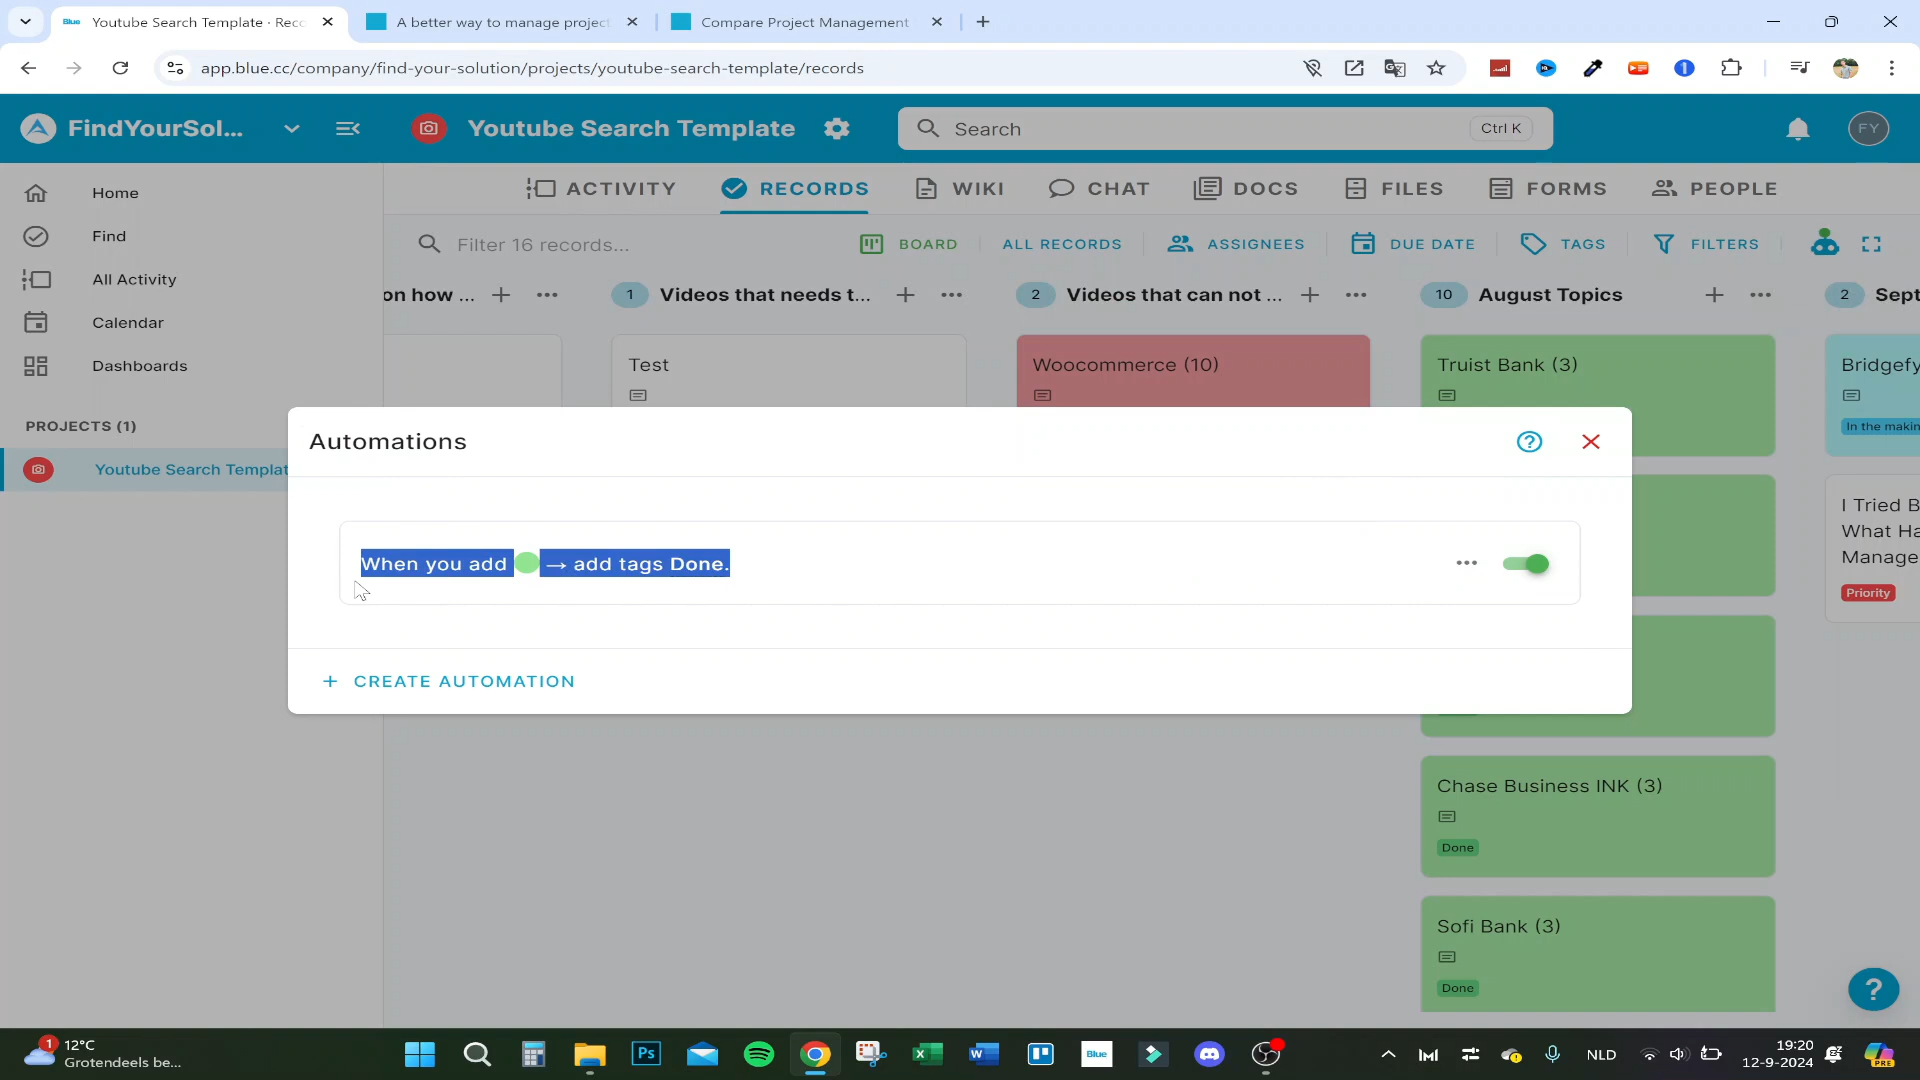 Blue Youtube Search Template · Reco
A better way to manage project
Compare Project Management
app.blue.cc/company/find-your-solution/projects/youtube-search-template/records
FindYourSol...
Youtube Search Template
Search
Ctrl K
FY
Home
Find
All Activity
Calendar
Dashboards
PROJECTS (1)
Youtube Search Templat
ACTIVITY
RECORDS
WIKI
CHAT
DOCS
FILES
FORMS
PEOPLE
Filter 16 records...
BOARD
ALL RECORDS
ASSIGNEES
DUE DATE
TAGS
FILTERS
on how ...
1 Videos that needs t...
2 Videos that can not ...
10 August Topics
2 Sept
Test
Woocommerce (10)
Truist Bank (3)
Bridgefy
In the makin
I Tried B
What Ha
Manage
Priority
Automations
When you add → add tags Done.
+ CREATE AUTOMATION
Chase Business INK (3)
Done
Sofi Bank (3)
Done
?
1
12°C
Grotendeels be...
Ps
Blue
NLD
19:20
12-9-2024
PRE